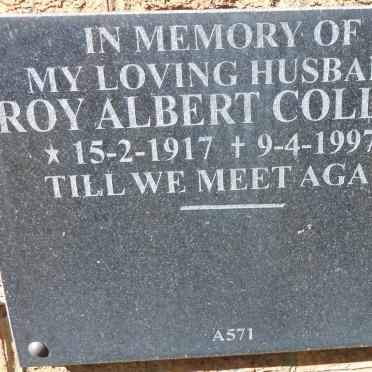 IN MEMORY OF
MY LOVING HUSBA
ROY ALBERT COLL
★ 15-2-1917 † 9-4-1997
TILL WE MEET AGA
A571